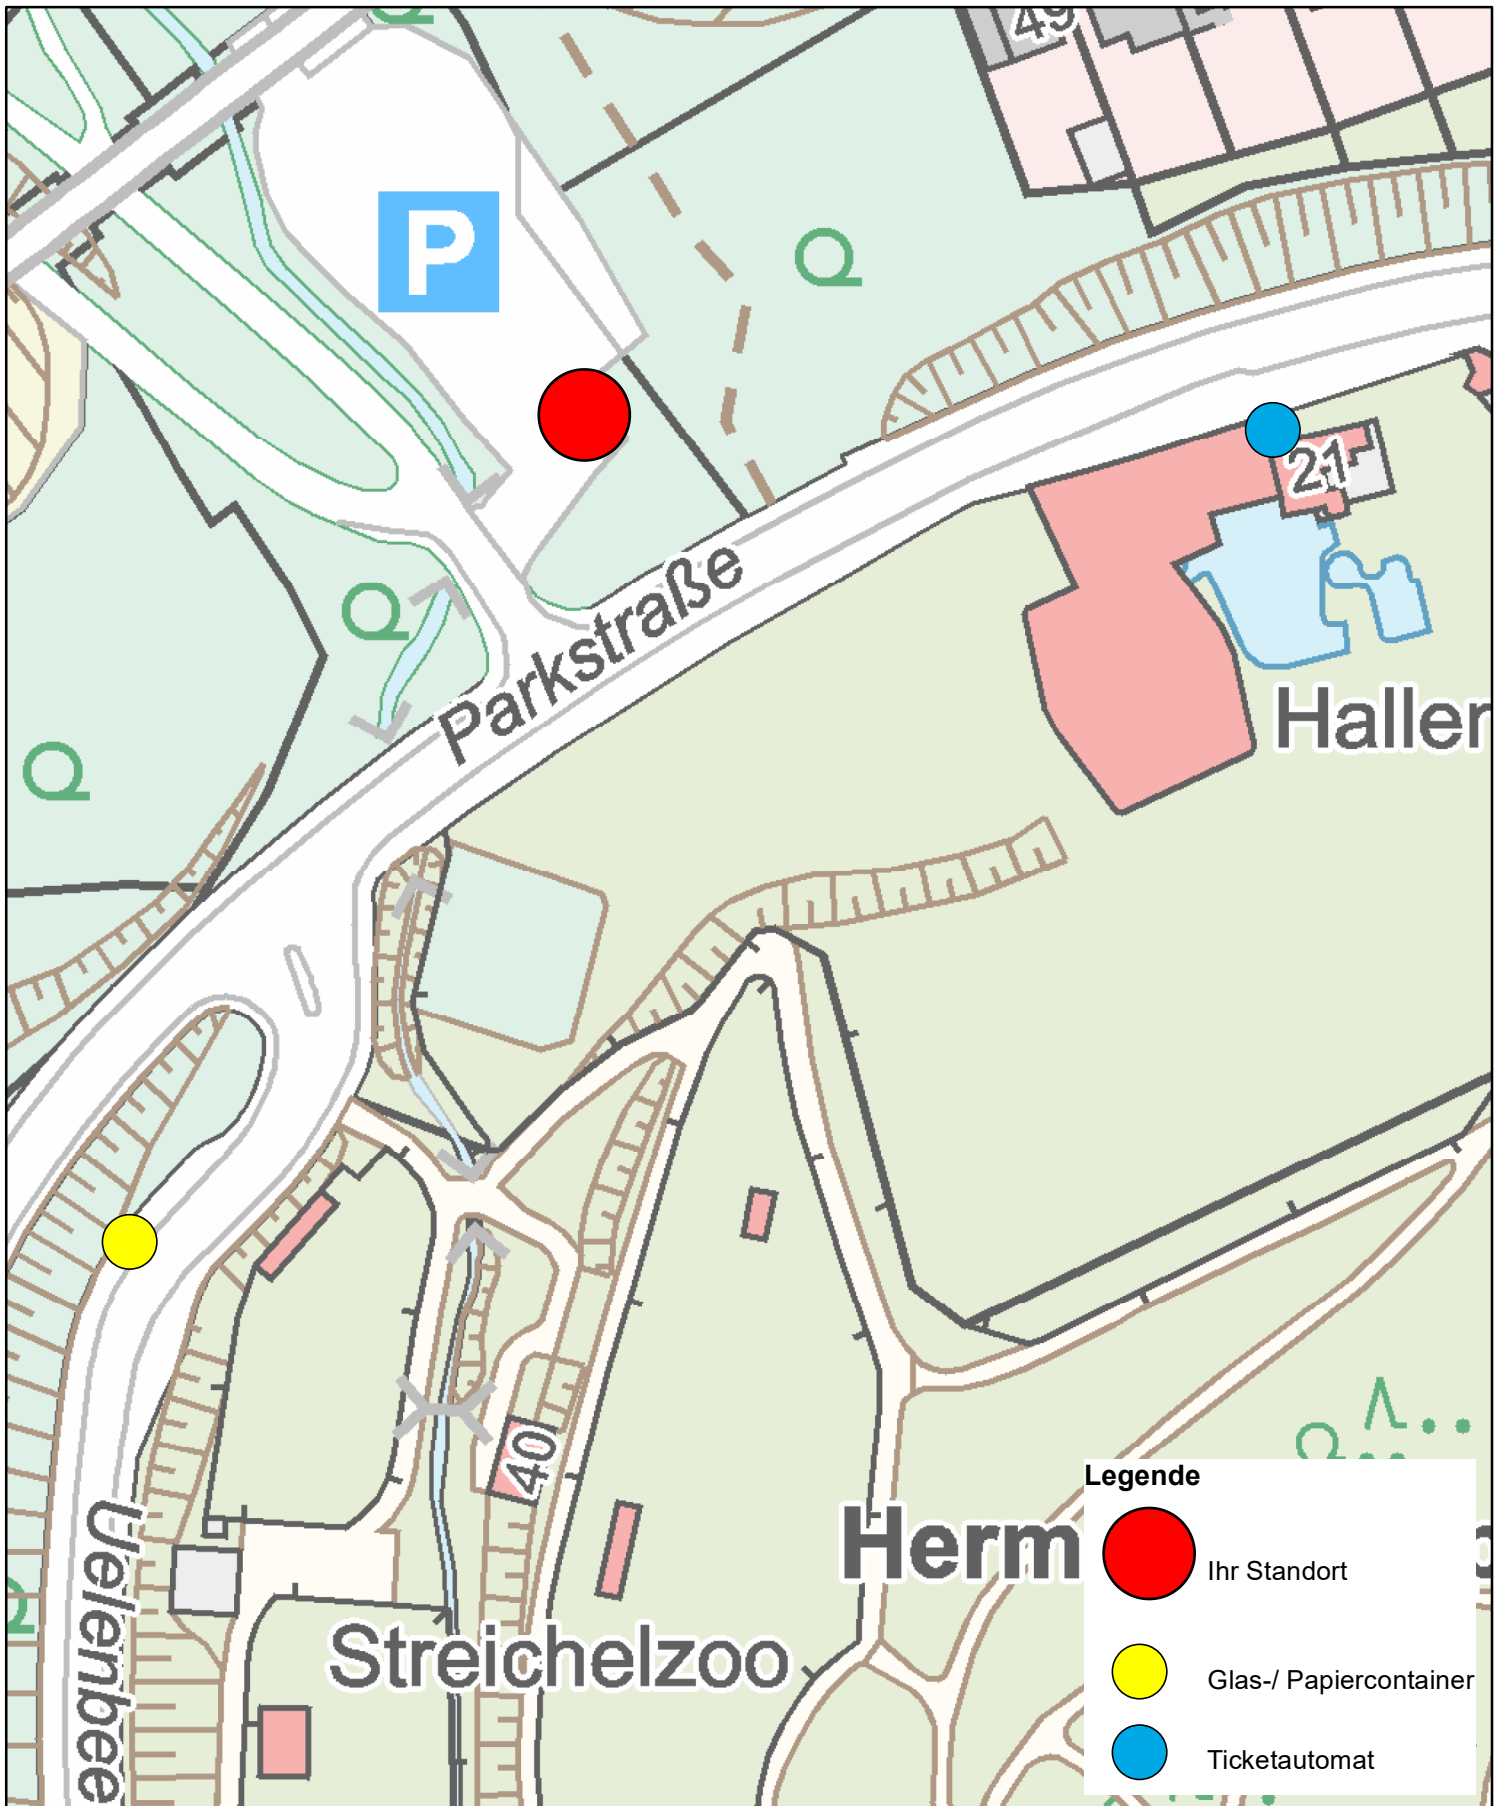 49
P
21
Parkstraße
Haller
40
Herm
Streichelzoo
Uelenbee
Legende
Ihr Standort
Glas-/ Papiercontainer
Ticketautomat